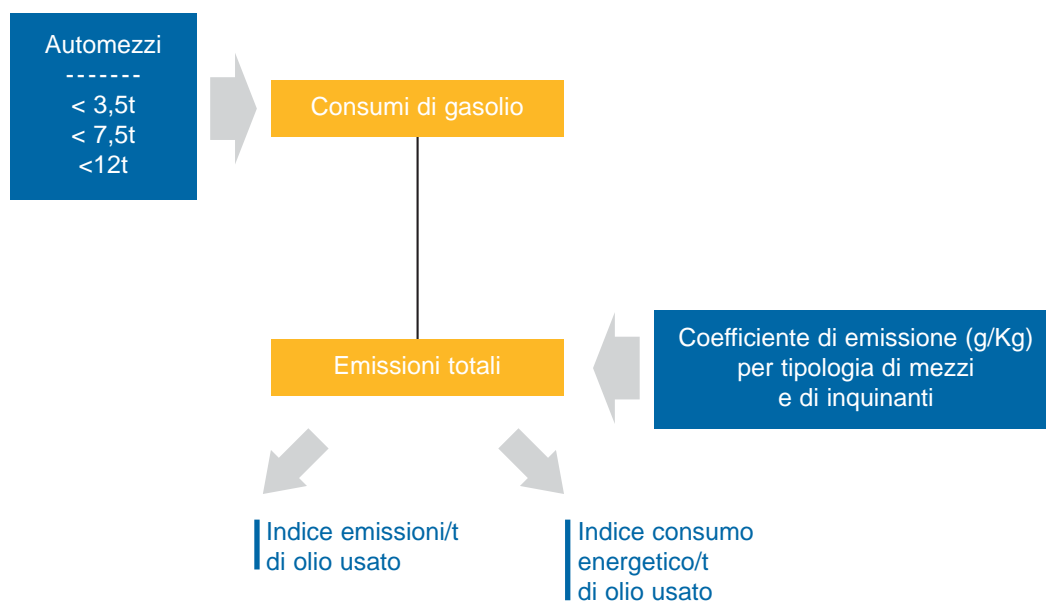 Automezzi
-------
< 3,5t
< 7,5t
<12t
Consumi di gasolio
Emissioni totali
Coefficiente di emissione (g/Kg)
per tipologia di mezzi
e di inquinanti
Indice emissioni/t
di olio usato
Indice consumo
energetico/t
di olio usato